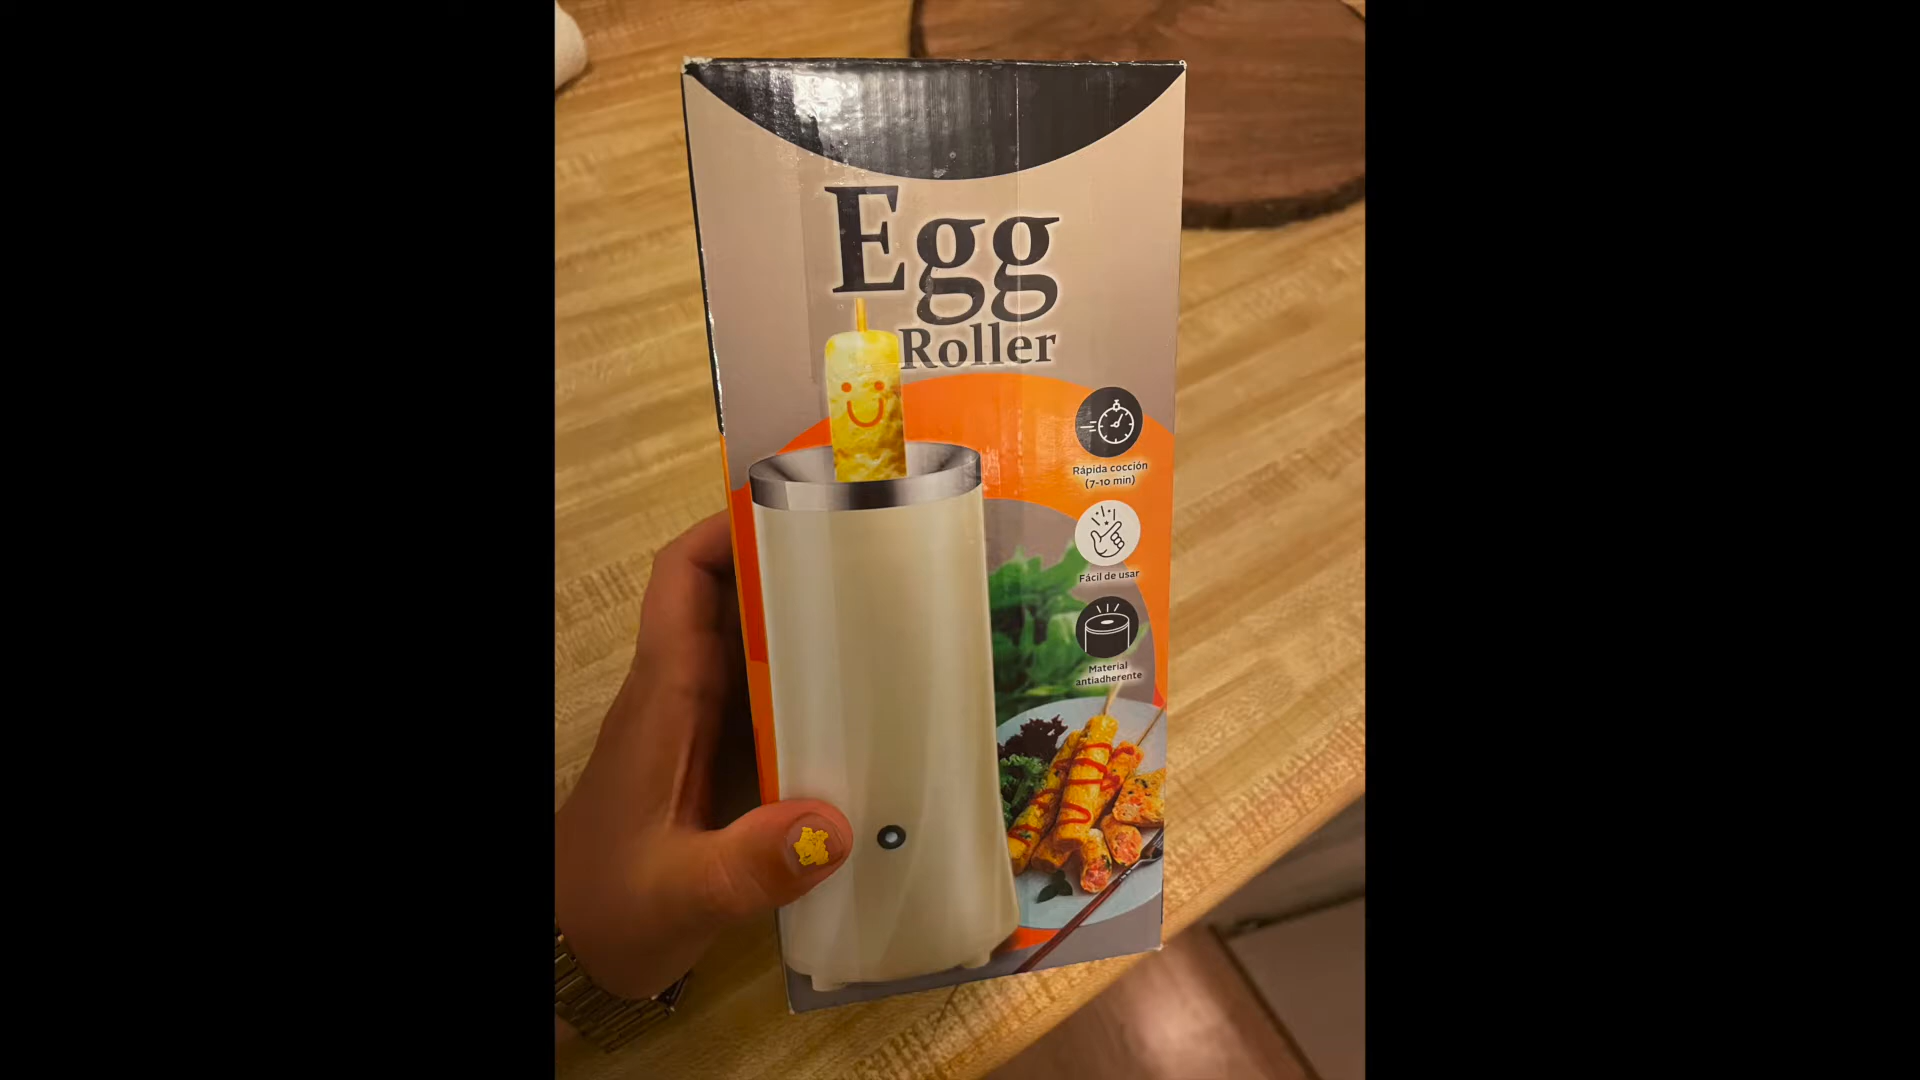 Egg
Roller
Rápida cocción
(7-10 min)
Fácil de usar
Material
antiadherente